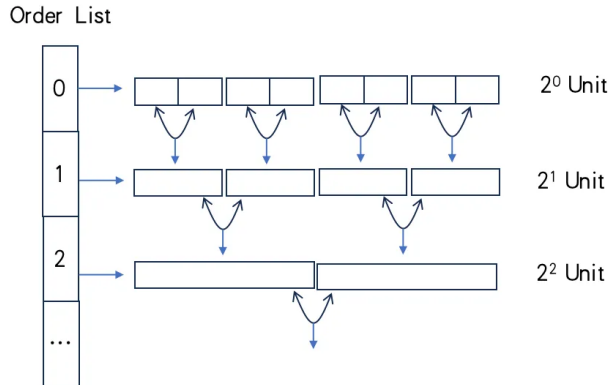 Order List
0
2⁰ Unit
1
2¹ Unit
2
2² Unit
...